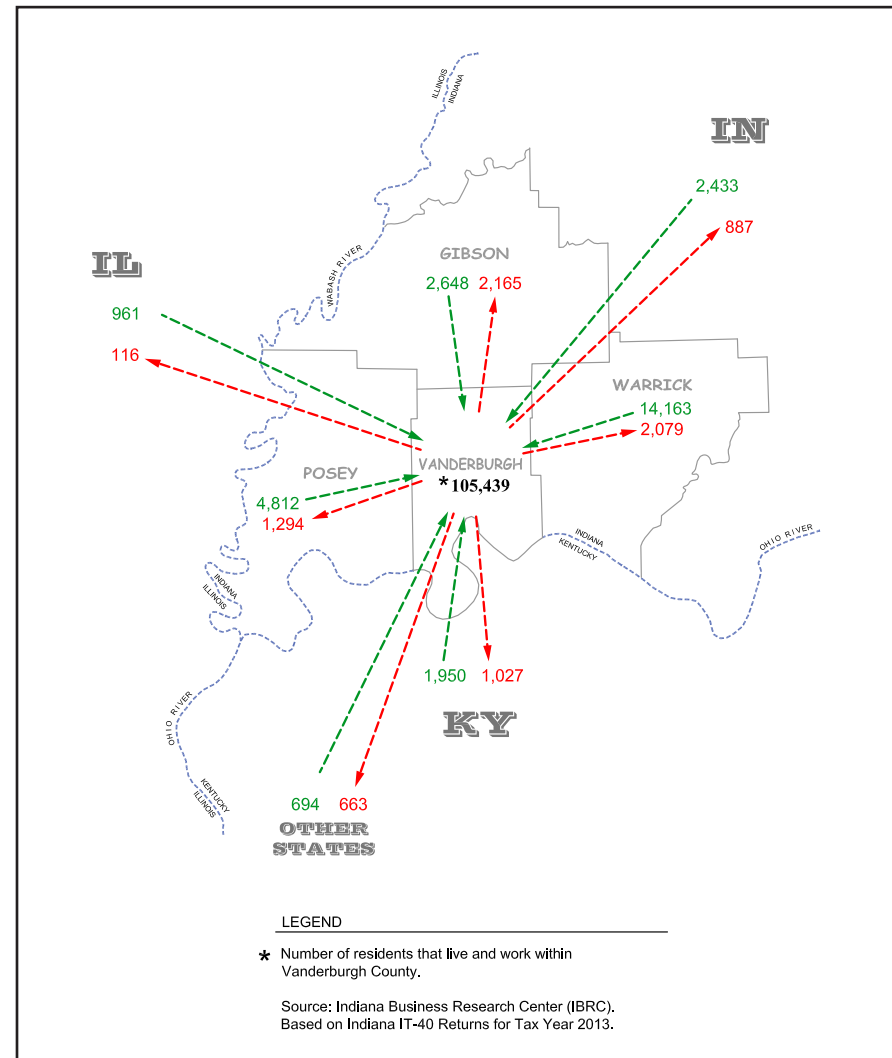 ILLINOIS
INDIANA
IN
2,433
887
WABASH RIVER
GIBSON
2,648 2,165
IL
961
116
WARRICK
14,163
2,079
POSEY
4,812
1,294
VANDERBURGH
*105,439
INDIANA
KENTUCKY
OHIO RIVER
INDIANA
ILLINOIS
1,950 1,027
KY
OHIO RIVER
KENTUCKY
ILLINOIS
694 663
OTHER
STATES
LEGEND
* Number of residents that live and work within
Vanderburgh County.
Source: Indiana Business Research Center (IBRC).
Based on Indiana IT-40 Returns for Tax Year 2013.